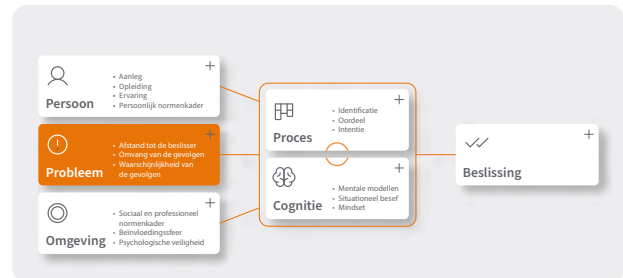 Persoon
• Aanleg
• Opleiding
• Ervaring
• Persoonlijk normenkader
Probleem
• Afstand tot de beslisser
• Omvang van de gevolgen
• Waarschijnlijkheid van
de gevolgen
Omgeving
• Sociaal en professioneel
normenkader
• Beïnvloedingssfeer
• Psychologische veiligheid
Proces
• Identificatie
• Oordeel
• Intentie
Cognitie
• Mentale modellen
• Situationeel besef
• Mindset
Beslissing